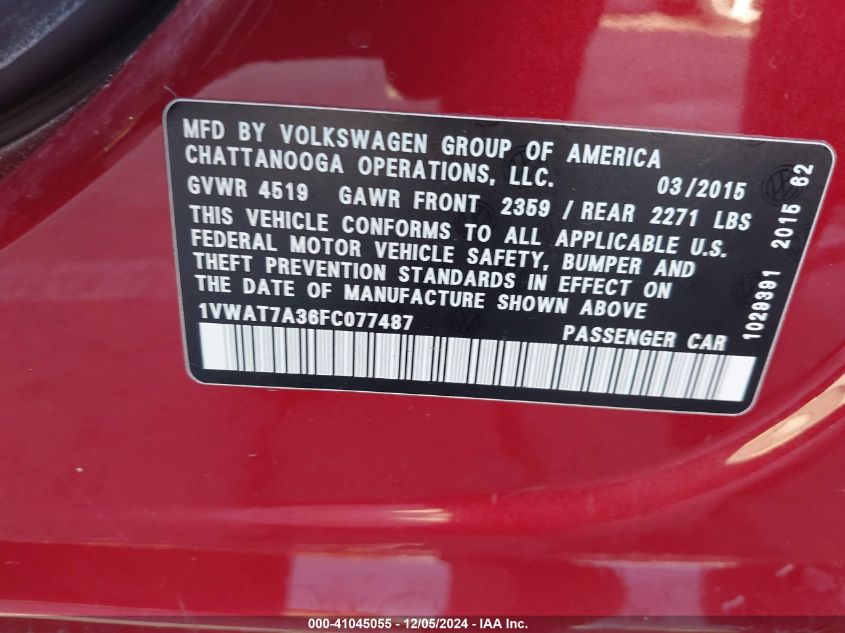 MFD BY VOLKSWAGEN GROUP OF AMERICA
CHATTANOOGA OPERATIONS, LLC. 03/2015
GVWR 4519 GAWR FRONT 2359 / REAR 2271 LBS
THIS VEHICLE CONFORMS TO ALL APPLICABLE U.S.
FEDERAL MOTOR VEHICLE SAFETY, BUMPER AND
THEFT PREVENTION STANDARDS IN EFFECT ON
THE DATE OF MANUFACTURE SHOWN ABOVE
1VWAT7A36FC077487 PASSENGER CAR
1029391 2015 62
000-41045055 - 12/05/2024 - IAA Inc.